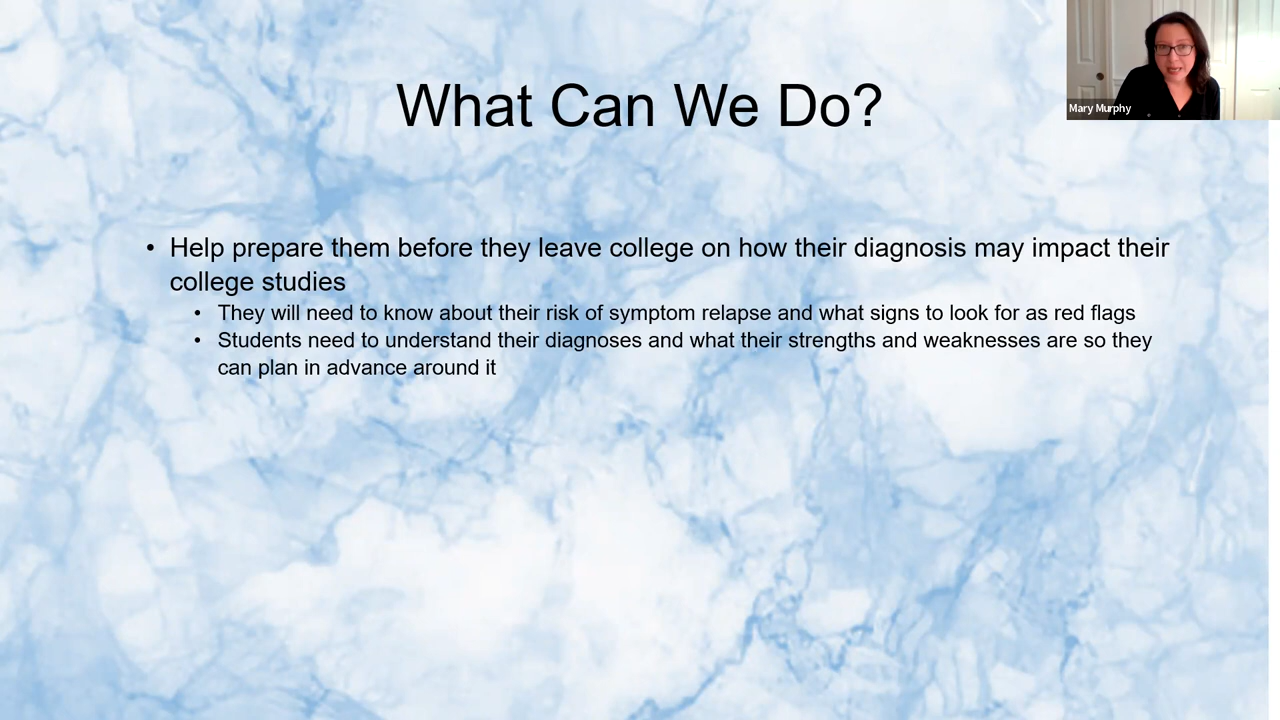 Mary Murphy
What Can We Do?
• Help prepare them before they leave college on how their diagnosis may impact their
college studies
• They will need to know about their risk of symptom relapse and what signs to look for as red flags
• Students need to understand their diagnoses and what their strengths and weaknesses are so they
can plan in advance around it